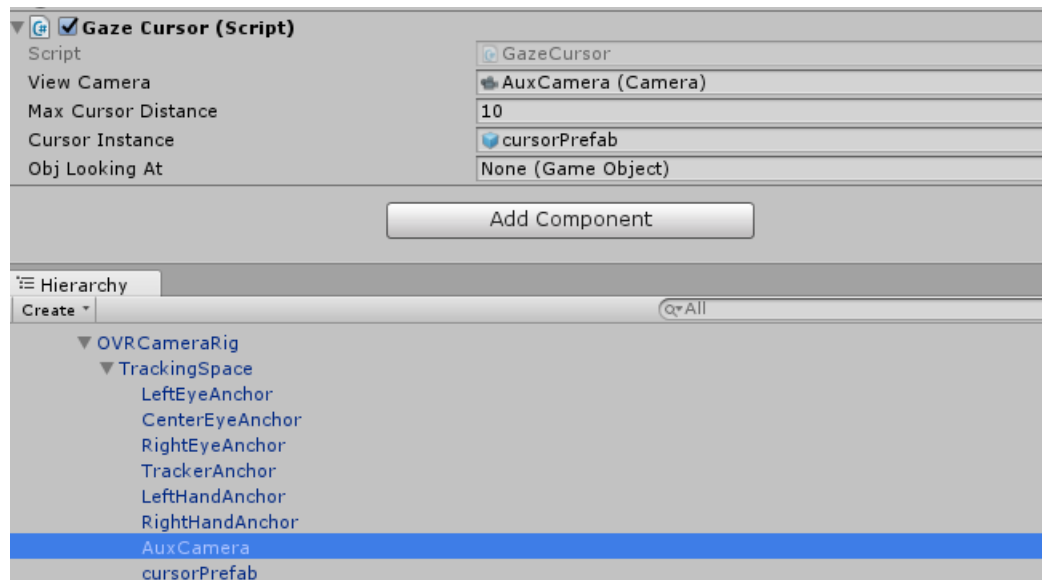 Gaze Cursor (Script)
Script GazeCursor
View Camera AuxCamera (Camera)
Max Cursor Distance 10
Cursor Instance cursorPrefab
Obj Looking At None (Game Object)
Add Component
Hierarchy
Create All
OVRCameraRig
TrackingSpace
LeftEyeAnchor
CenterEyeAnchor
RightEyeAnchor
TrackerAnchor
LeftHandAnchor
RightHandAnchor
AuxCamera
cursorPrefab